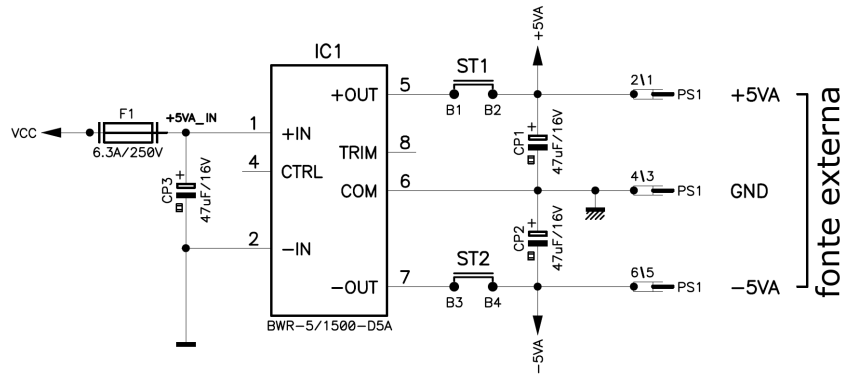 IC1
+5VA
ST1
5
+OUT
B1 B2
2\1
PS1
+5VA
F1
+5VA_IN
VCC
6.3A/250V
1
+IN
CP1
+
47uF/16V
8
TRIM
4
CTRL
CP3
+
47uF/16V
COM
6
4\3
PS1
GND
2
-IN
CP2
+
47uF/16V
ST2
-OUT
7
B3 B4
6\5
PS1
-5VA
BWR-5/1500-D5A
-5VA
fonte externa